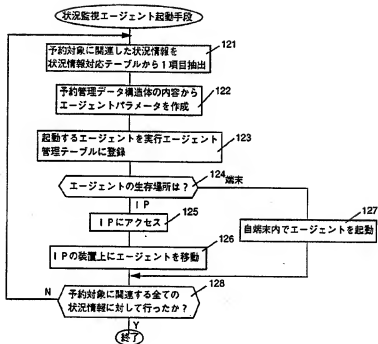 状況監視エージェント起動手段
121
予約対象に関連した状況情報を
状況情報対応テーブルから1項目抽出
122
予約管理データ構造体の内容から
エージェントパラメータを作成
123
起動するエージェントを実行エージェント
管理テーブルに登録
124
エージェントの生存場所は?
端末
IP
125
IPにアクセス
126
IPの装置上にエージェントを移動
127
自端末内でエージェントを起動
N
128
予約対象に関連する全ての
状況情報に対して行ったか?
Y
終了